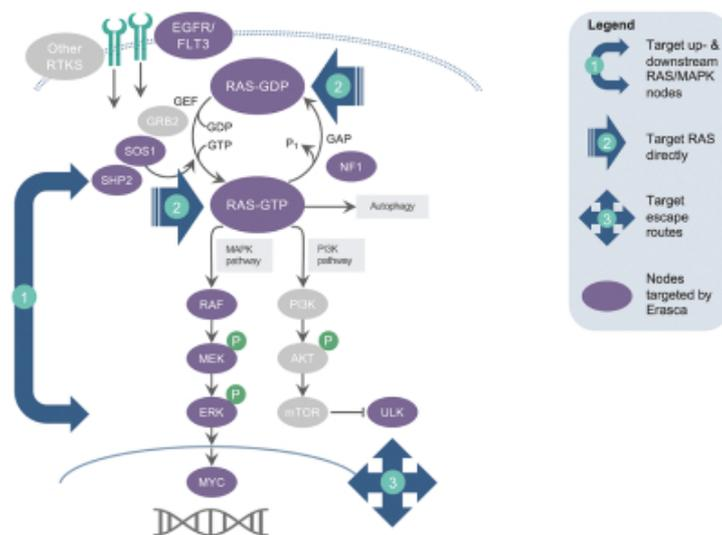 Other
RTKS
EGFR/
FLT3
RAS-GDP
2
GEF
GDP
GTP
GRB2
SOS1
SHP2
P₁
GAP
NF1
2
RAS-GTP
Autophagy
MAPK
pathway
PI3K
pathway
1
RAF
PI3K
MEK
P
AKT
P
ERK
P
mTOR
ULK
MYC
3
Legend
1
Target up- &
downstream
RAS/MAPK
nodes
2
Target RAS
directly
3
Target
escape
routes
Nodes
targeted by
Erasca